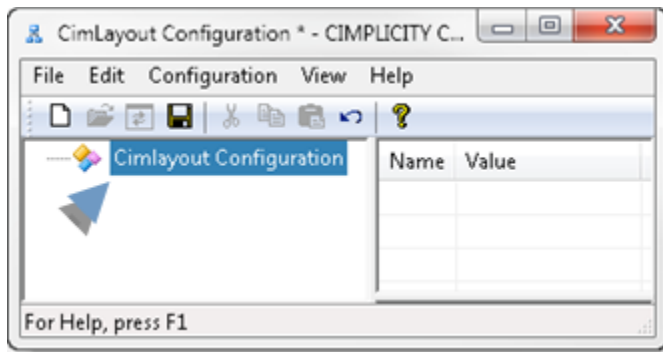 CimLayout Configuration * - CIMPLICITY C...
File Edit Configuration View Help
Cimlayout Configuration
Name Value
For Help, press F1